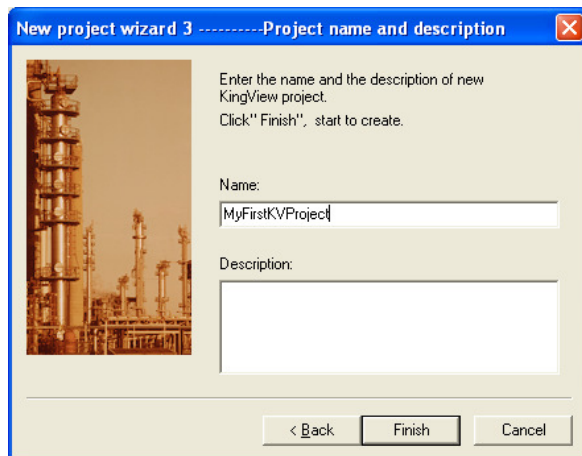 New project wizard 3 ----------Project name and description
Enter the name and the description of new
KingView project.
Click" Finish", start to create.
Name:
MyFirstKVProject
Description:
< Back
Finish
Cancel